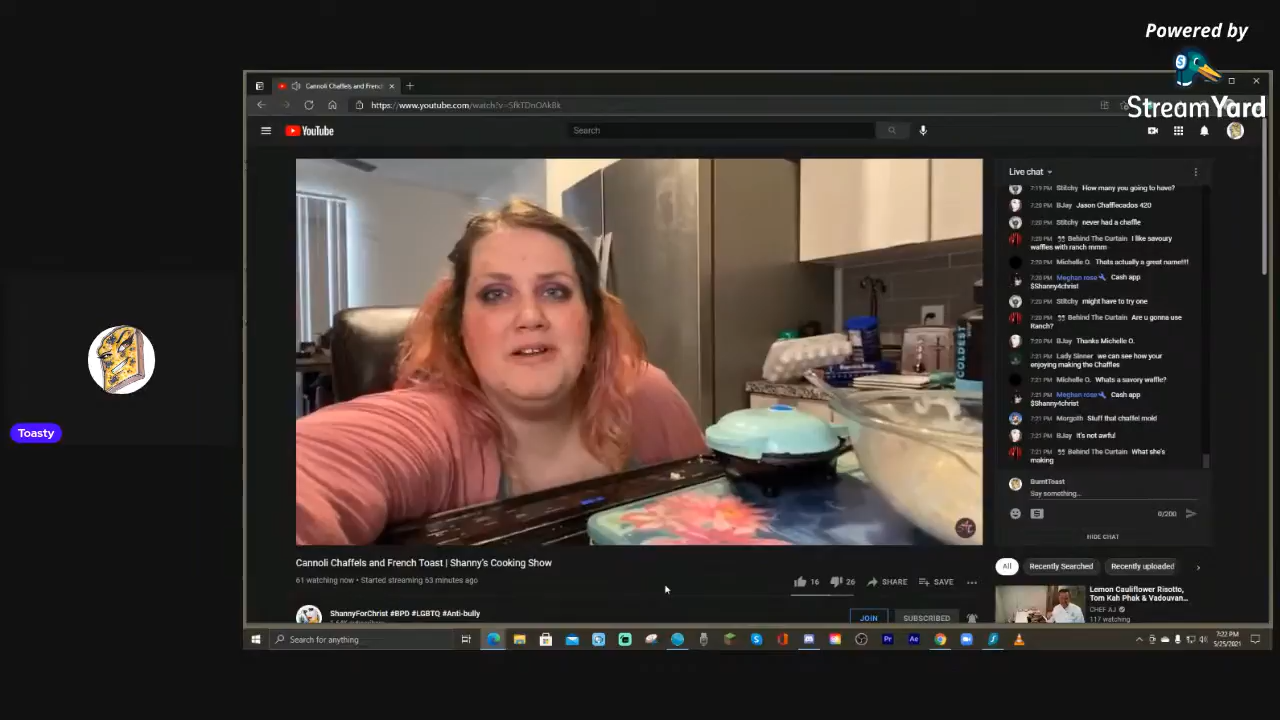 Powered by
StreamYard
Cannoli Chaffels and Frenc
https://www.youtube.com/watch?v=
YouTube
Search
Live chat
7:19 PM Stitchy How many you going to have?
7:20 PM BJay Jason Chafflecados 420
7:20 PM Stitchy never had a chaffle
7:20 PM Behind The Curtain I like savoury
waffles with ranch mmm
7:20 PM Michelle O. Thats actually a great name!!!!
7:20 PM Meghan rose Cash app
$Shanny4christ
7:20 PM Stitchy might have to try one
7:20 PM Behind The Curtain Are u gonna use
Ranch?
7:20 PM BJay Thanks Michelle O.
7:21 PM Lady Sinner we can see how your
enjoying making the Chaffles
7:21 PM Michelle O. Whats a savory waffle?
7:21 PM Meghan rose Cash app
$Shanny4christ
7:21 PM Morgoth Stuff that chaffel mold
7:21 PM BJay It's not awful
7:21 PM Behind The Curtain What she's
making
BurntToast
Say something...
0/200
HIDE CHAT
COLDEST
Toasty
Cannoli Chaffels and French Toast | Shanny's Cooking Show
61 watching now • Started streaming 63 minutes ago
16 26 SHARE SAVE
ShannyForChrist #BPD #LGBTQ #Anti-bully
JOIN SUBSCRIBED
All Recently Searched Recently uploaded
Lemon Cauliflower Risotto,
Tom Kah Phak & Vadouvan...
CHEF AJ
117 watching
Search for anything
7:22 PM
5/25/2021